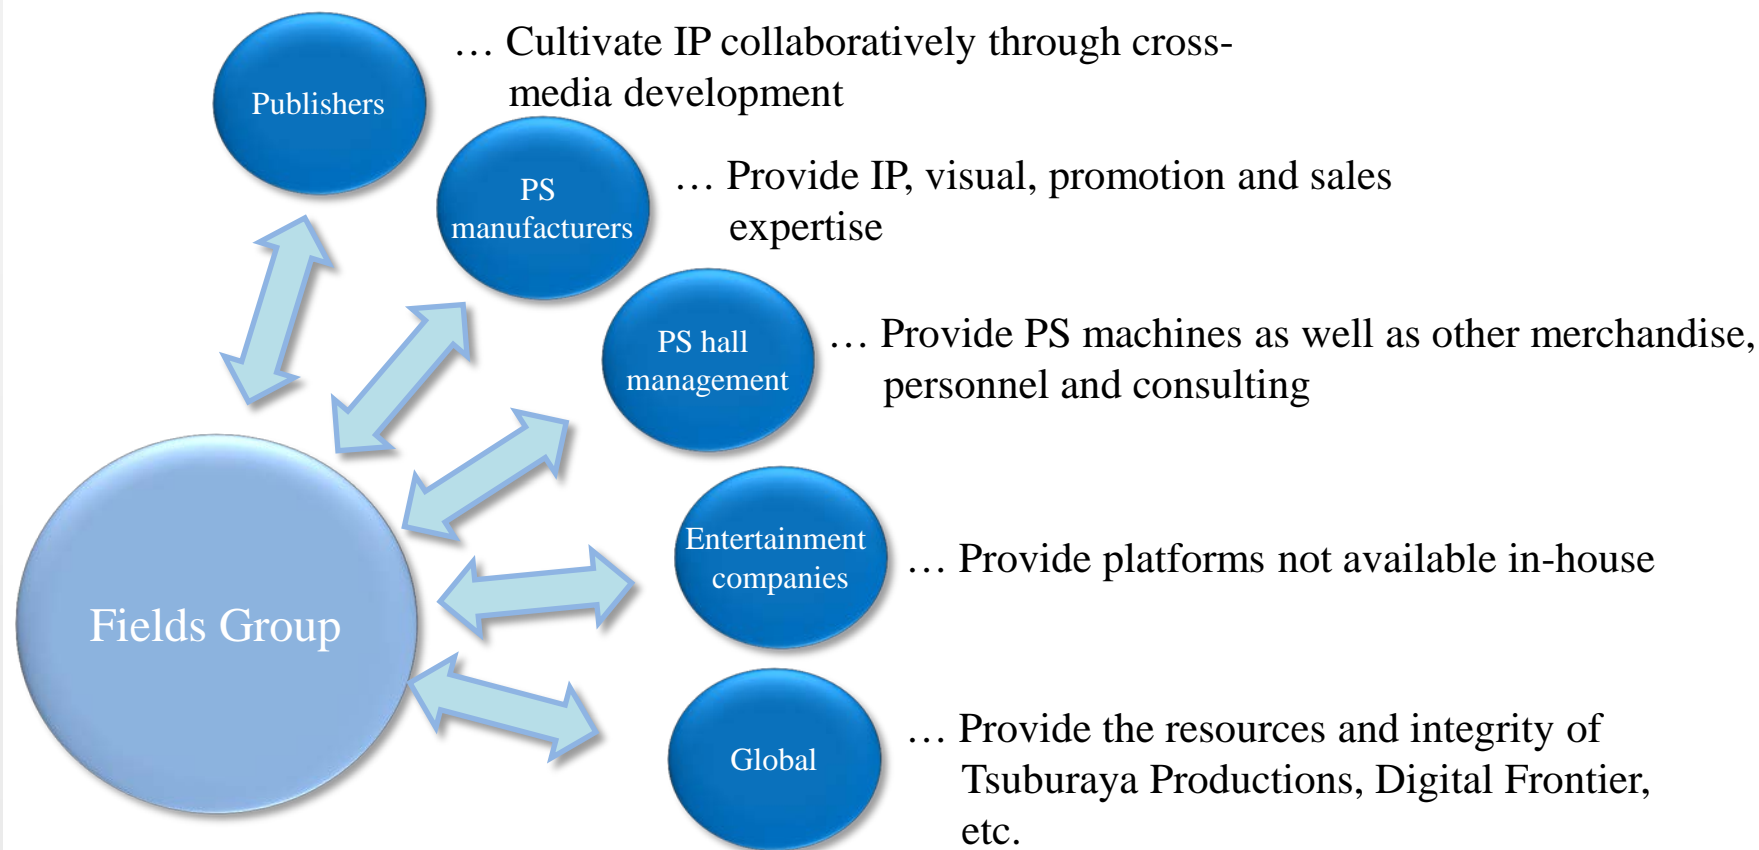 Publishers
… Cultivate IP collaboratively through cross-
media development
PS
manufacturers
… Provide IP, visual, promotion and sales
expertise
PS hall
management
… Provide PS machines as well as other merchandise,
personnel and consulting
Entertainment
companies
… Provide platforms not available in-house
Fields Group
Global
… Provide the resources and integrity of
Tsuburaya Productions, Digital Frontier,
etc.